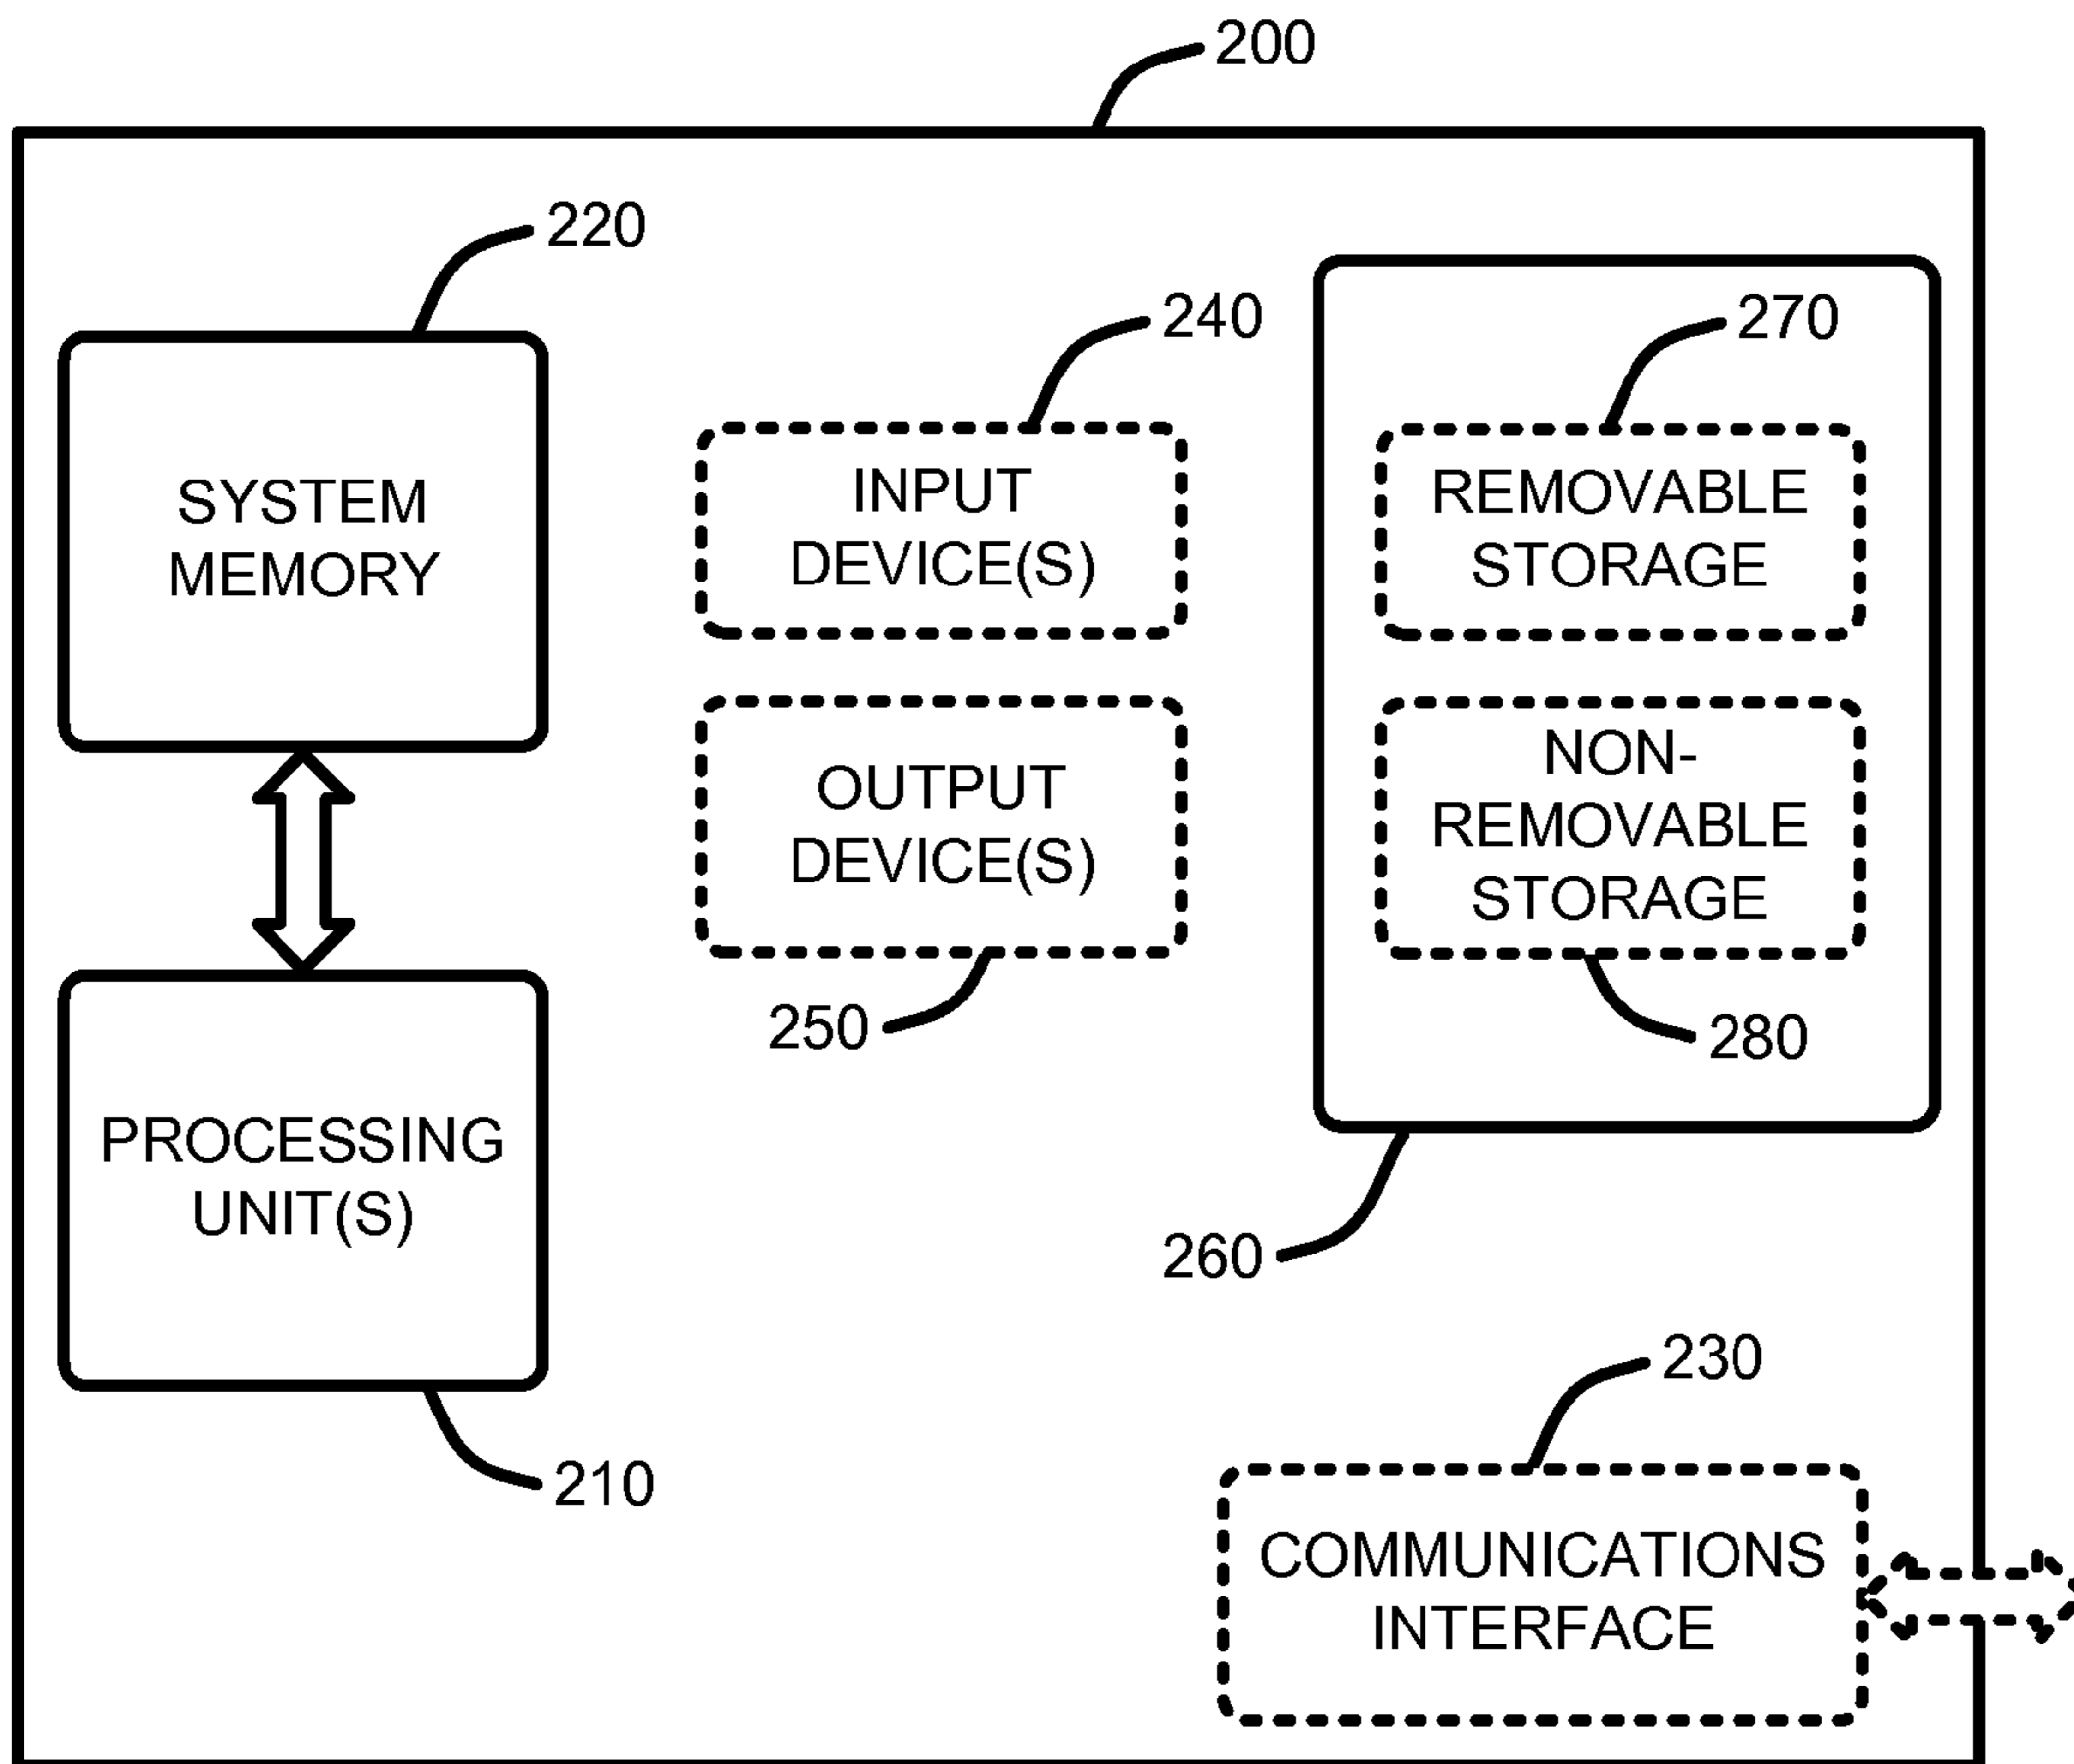 200
220
SYSTEM
MEMORY
240
INPUT
DEVICE(S)
270
REMOVABLE
STORAGE
OUTPUT
DEVICE(S)
250
NON-
REMOVABLE
STORAGE
280
PROCESSING
UNIT(S)
210
260
230
COMMUNICATIONS
INTERFACE